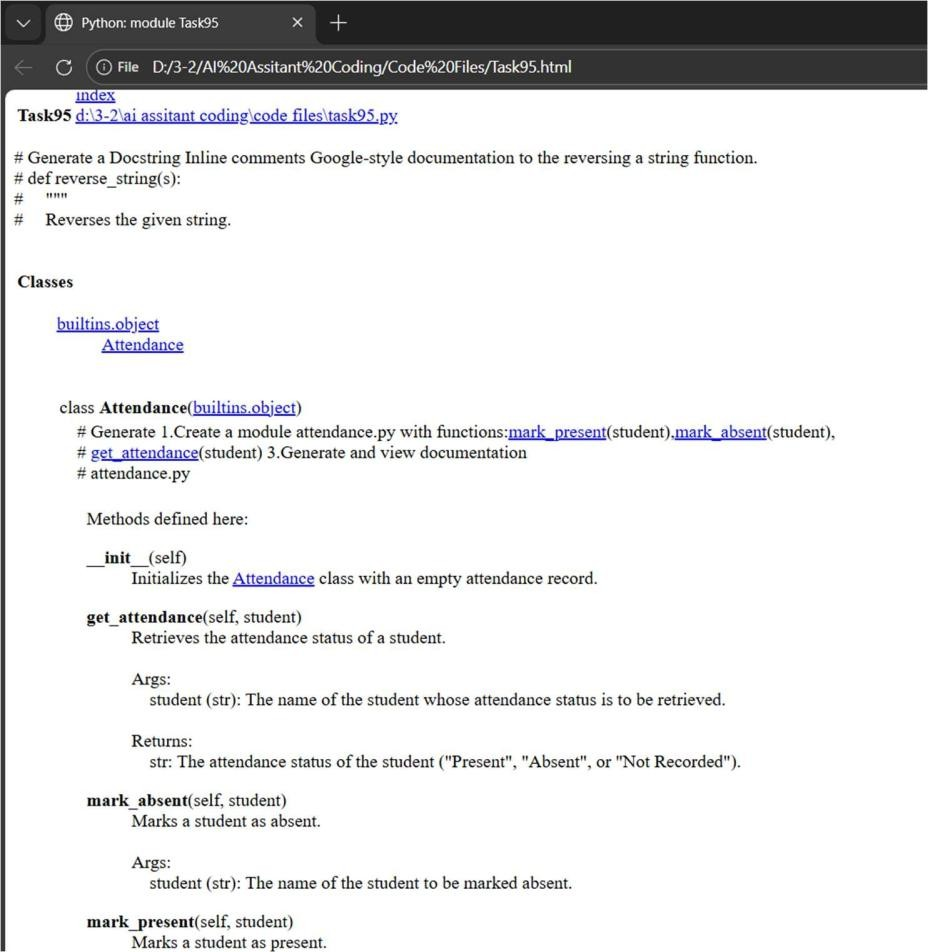 Python: module Task95
File D:/3-2/AI%20Assitant%20Coding/Code%20Files/Task95.html
index
Task95 d:\3-2\ai assitant coding\code files\task95.py
# Generate a Docstring Inline comments Google-style documentation to the reversing a string function.
# def reverse_string(s):
# """
# Reverses the given string.
Classes
builtins.object
Attendance
class Attendance(builtins.object)
# Generate 1.Create a module attendance.py with functions:mark_present(student),mark_absent(student),
# get_attendance(student) 3.Generate and view documentation
# attendance.py
Methods defined here:
__init__(self)
Initializes the Attendance class with an empty attendance record.
get_attendance(self, student)
Retrieves the attendance status of a student.
Args:
student (str): The name of the student whose attendance status is to be retrieved.
Returns:
str: The attendance status of the student ("Present", "Absent", or "Not Recorded").
mark_absent(self, student)
Marks a student as absent.
Args:
student (str): The name of the student to be marked absent.
mark_present(self, student)
Marks a student as present.